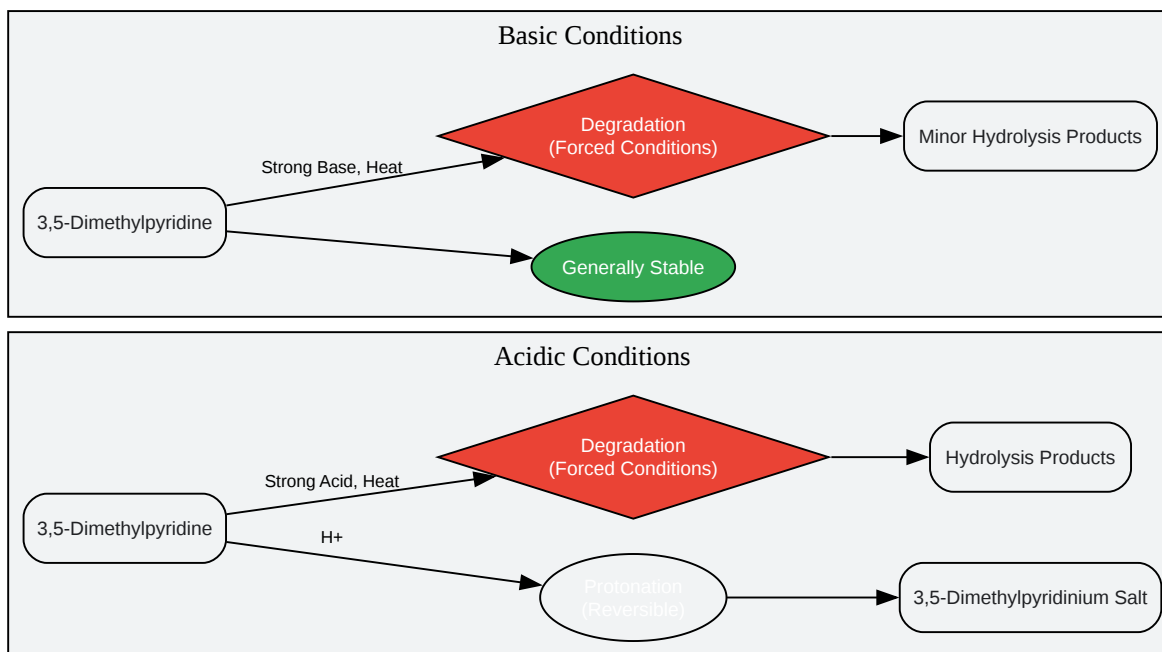 Basic Conditions
Degradation
(Forced Conditions)
Minor Hydrolysis Products
Strong Base, Heat
3,5-Dimethylpyridine
Generally Stable
Acidic Conditions
Degradation
(Forced Conditions)
Hydrolysis Products
Strong Acid, Heat
3,5-Dimethylpyridine
H+
Protonation
(Reversible)
3,5-Dimethylpyridinium Salt